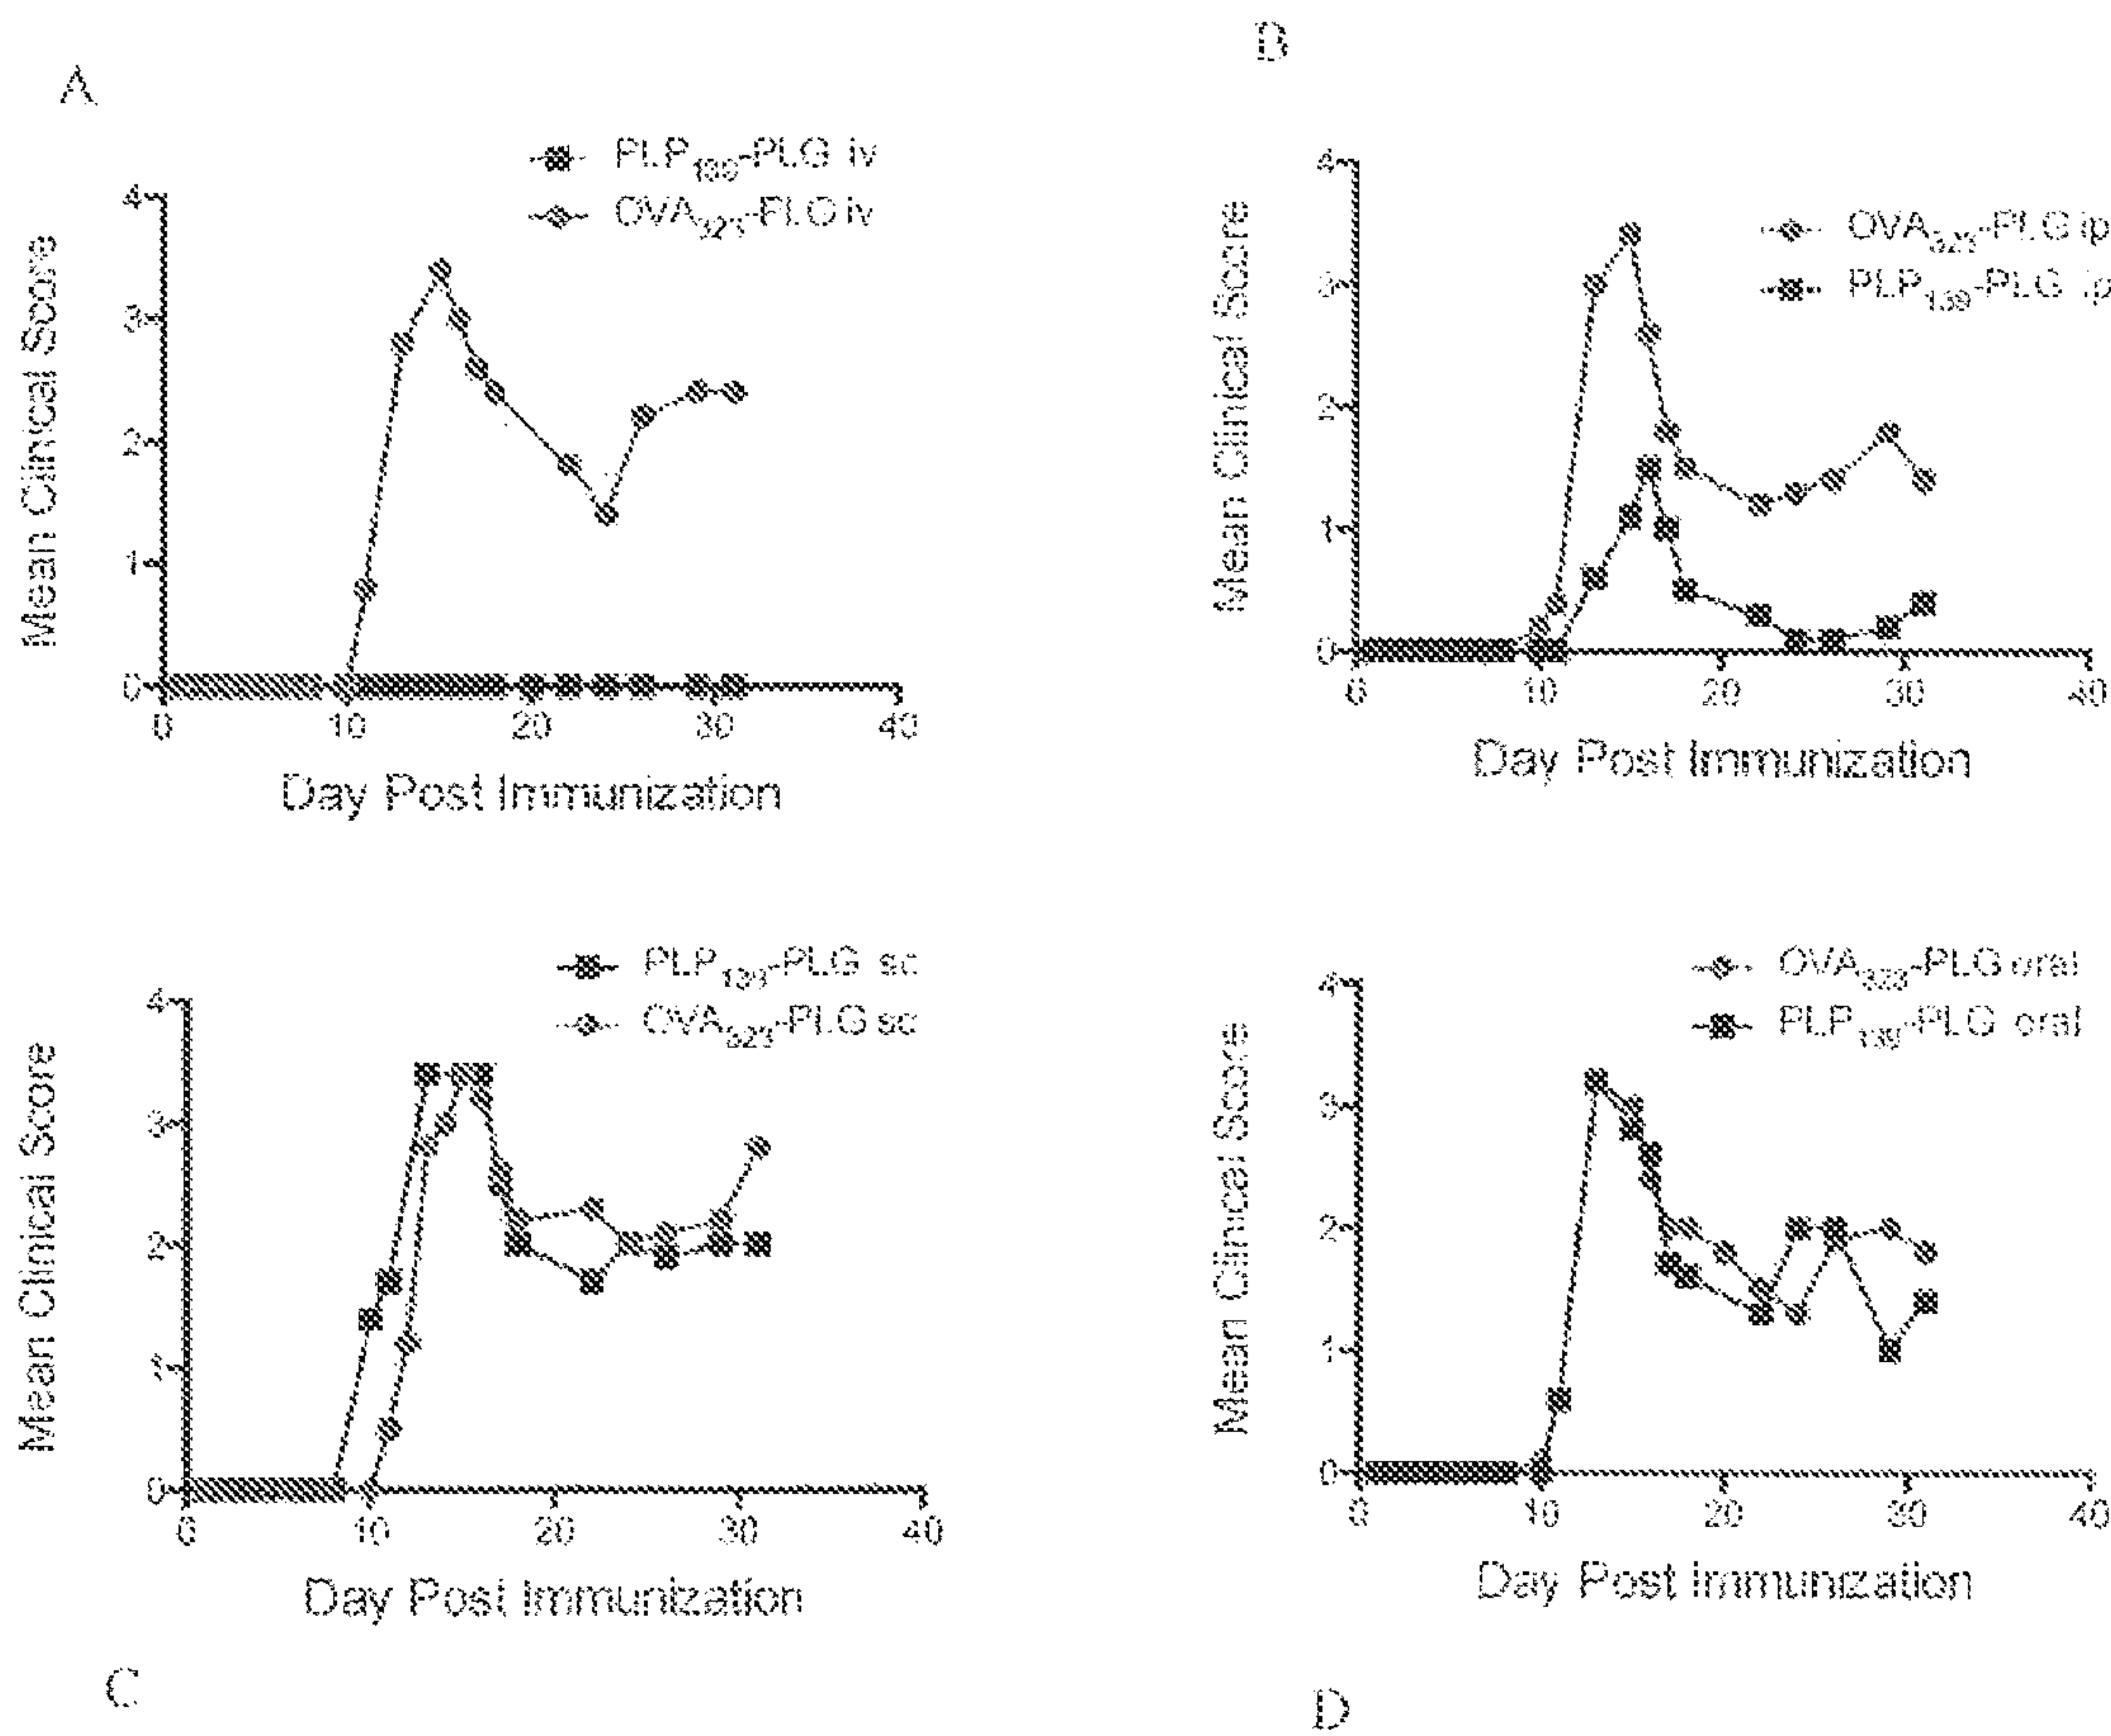 A
PLP139-PLG iv
OVA323-PLG iv
Mean Clinical Score
4
3
2
1
0
0 10 20 30 40
Day Post Immunization
B
OVA323-PLG ip
PLP139-PLG ip
Mean Clinical Score
4
3
2
1
0
0 10 20 30 40
Day Post Immunization
PLP139-PLG sc
OVA323-PLG sc
Mean Clinical Score
4
3
2
1
0
0 10 20 30 40
Day Post Immunization
C
OVA323-PLG oral
PLP139-PLG oral
Mean Clinical Score
4
3
2
1
0
0 10 20 30 40
Day Post Immunization
D